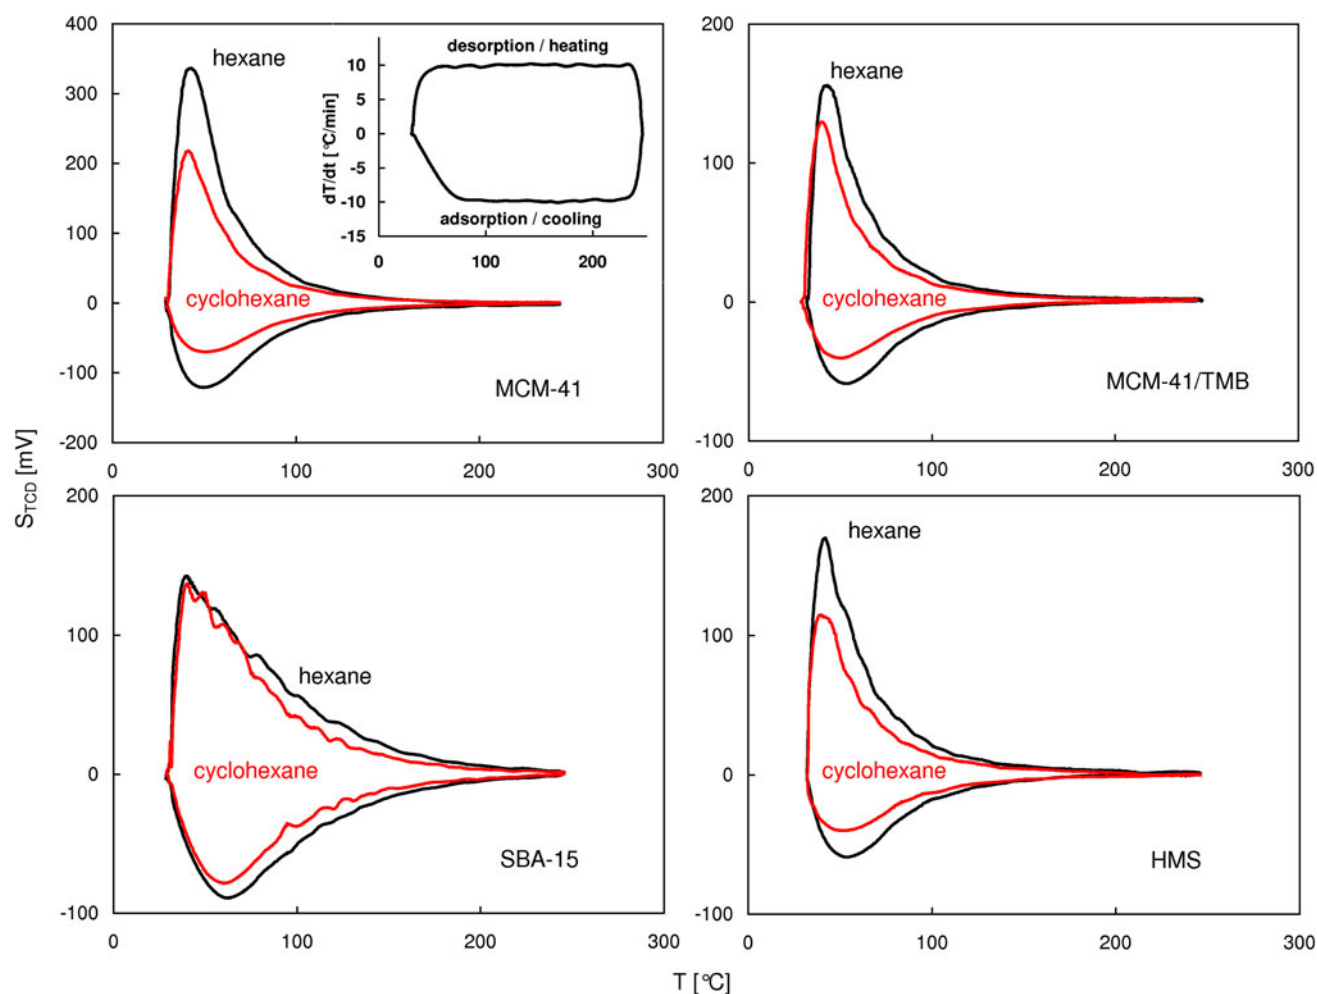 400
300
200
100
0
-100
-200
0
100
200
300
hexane
cyclohexane
MCM-41
desorption / heating
10
5
0
-5
-10
-15
dT/dt [°C/min]
adsorption / cooling
0
100
200
200
100
0
-100
0
100
200
300
hexane
cyclohexane
MCM-41/TMB
S_TCD [mV]
200
100
0
-100
0
100
200
300
hexane
cyclohexane
SBA-15
200
100
0
-100
0
100
200
300
hexane
cyclohexane
HMS
T [°C]